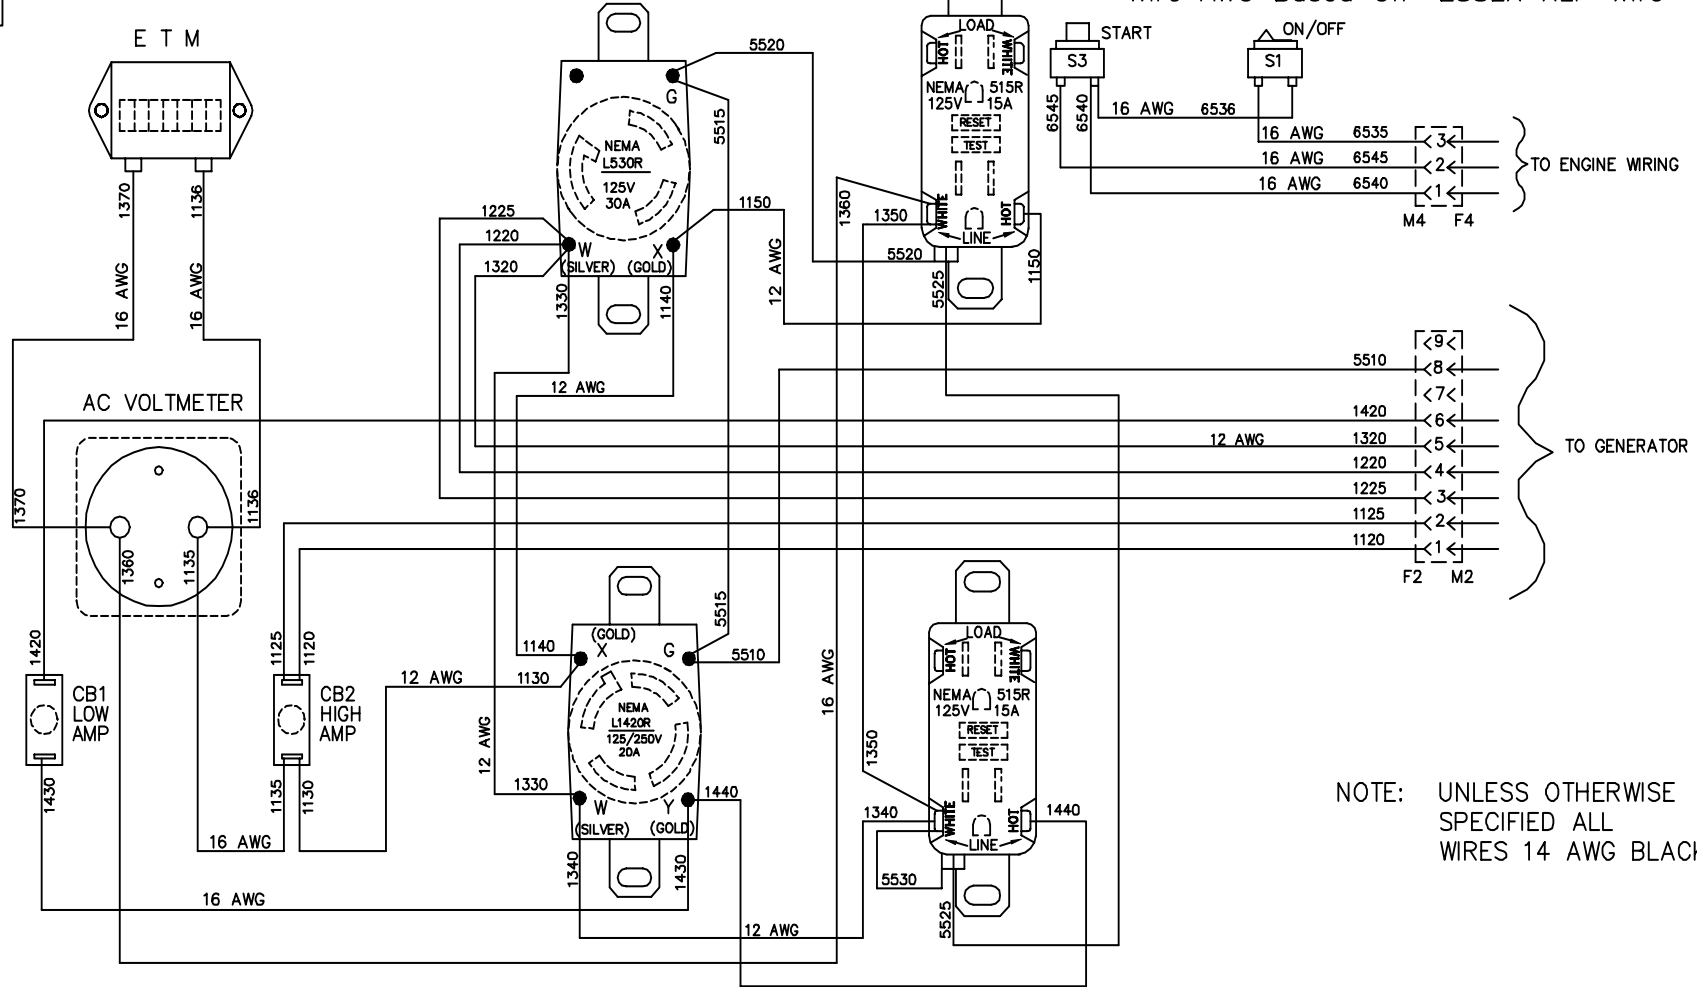 E T M
1370
1136
16 AWG
16 AWG
AC VOLTMETER
1370
1136
1360
1135
1420
CB1
LOW
AMP
1430
1125
1120
CB2
HIGH
AMP
1135
1130
16 AWG
16 AWG
12 AWG
G
NEMA
L530R
125V
30A
W
X
(SILVER) (GOLD)
1225
1220
1320
1330
1140
5520
5515
1150
12 AWG
12 AWG
(GOLD)
X
G
1140
1130
5515
5510
NEMA
L1420R
125/250V
20A
W
Y
(SILVER) (GOLD)
1330
12 AWG
1340
1430
1440
12 AWG
LOAD
HOT
WHITE
NEMA 515R
125V 15A
RESET
TEST
WHITE
HOT
LINE
1360
1350
5520
5525
1150
16 AWG
1350
LOAD
HOT
WHITE
NEMA 515R
125V 15A
RESET
TEST
WHITE
HOT
LINE
1340
1440
5530
5525
START
S3
ON/OFF
S1
6545
6540
16 AWG 6536
16 AWG 6535
16 AWG 6545
16 AWG 6540
3
2
1
M4 F4
TO ENGINE WIRING
9
5510 8
7
1420 6
12 AWG 1320 5
1220 4
1225 3
1125 2
1120 1
F2 M2
TO GENERATOR
NOTE: UNLESS OTHERWISE
SPECIFIED ALL
WIRES 14 AWG BLACK